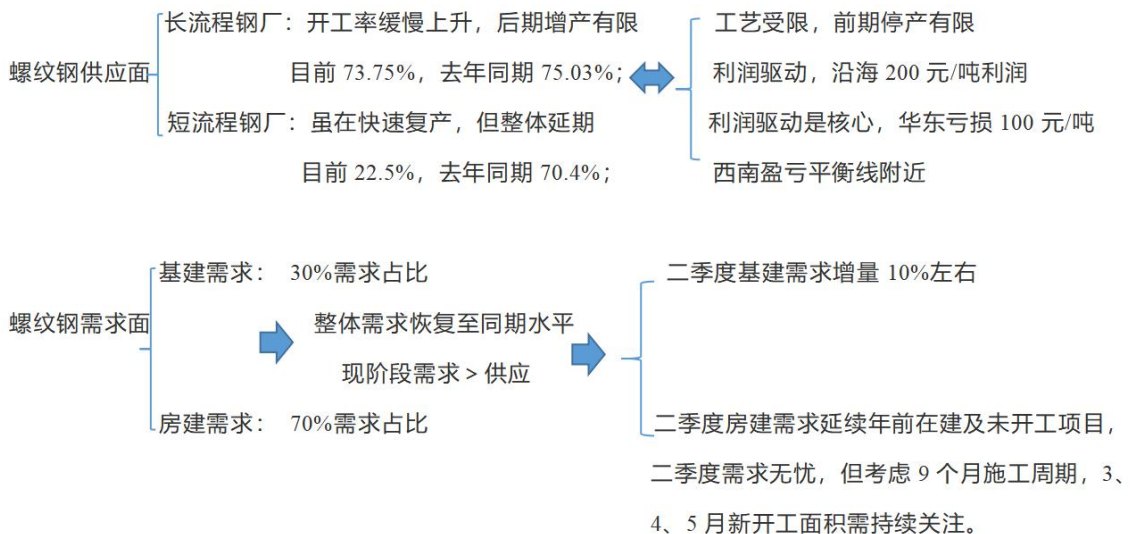 长流程钢厂：开工率缓慢上升，后期增产有限
工艺受限，前期停产有限
螺纹钢供应面
目前 73.75%，去年同期 75.03%；
利润驱动，沿海 200 元/吨利润
短流程钢厂：虽在快速复产，但整体延期
利润驱动是核心，华东亏损 100 元/吨
目前 22.5%，去年同期 70.4%；
西南盈亏平衡线附近
基建需求： 30%需求占比
二季度基建需求增量 10%左右
螺纹钢需求面
整体需求恢复至同期水平
现阶段需求＞供应
房建需求： 70%需求占比
二季度房建需求延续年前在建及未开工项目，
二季度需求无忧，但考虑 9 个月施工周期，3、
4、5 月新开工面积需持续关注。